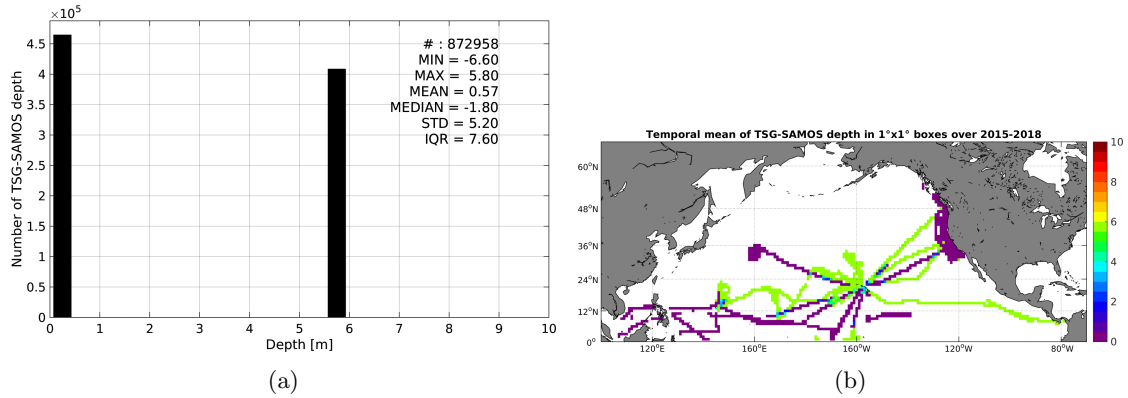 ×10⁵
4.5
4
3.5
3
2.5
2
1.5
1
0.5
0
Number of TSG-SAMOS depth
# : 872958
MIN = -6.60
MAX = 5.80
MEAN = 0.57
MEDIAN = -1.80
STD = 5.20
IQR = 7.60
0 1 2 3 4 5 6 7 8 9 10
Depth [m]
(a)
Temporal mean of TSG-SAMOS depth in 1°x1° boxes over 2015-2018
60°N
48°N
36°N
24°N
12°N
0°
120°E 160°E 160°W 120°W 80°W
10
8
6
4
2
0
(b)